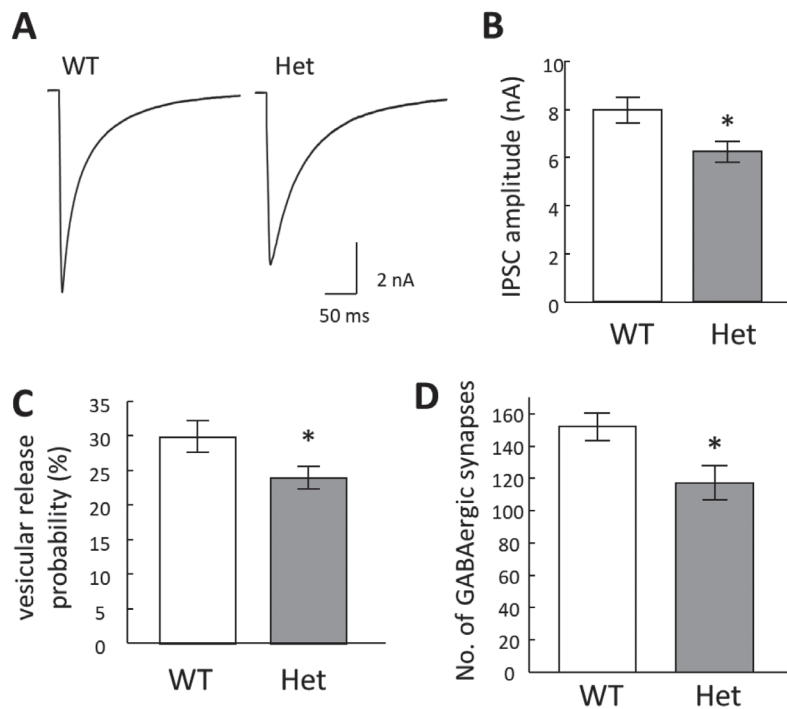 A
WT
Het
2 nA
50 ms
B
IPSC amplitude (nA)
10
8
6
4
2
0
*
WT
Het
C
vesicular release
probability (%)
35
30
25
20
15
10
5
0
*
WT
Het
D
No. of GABAergic synapses
160
140
120
100
80
60
40
20
0
*
WT
Het